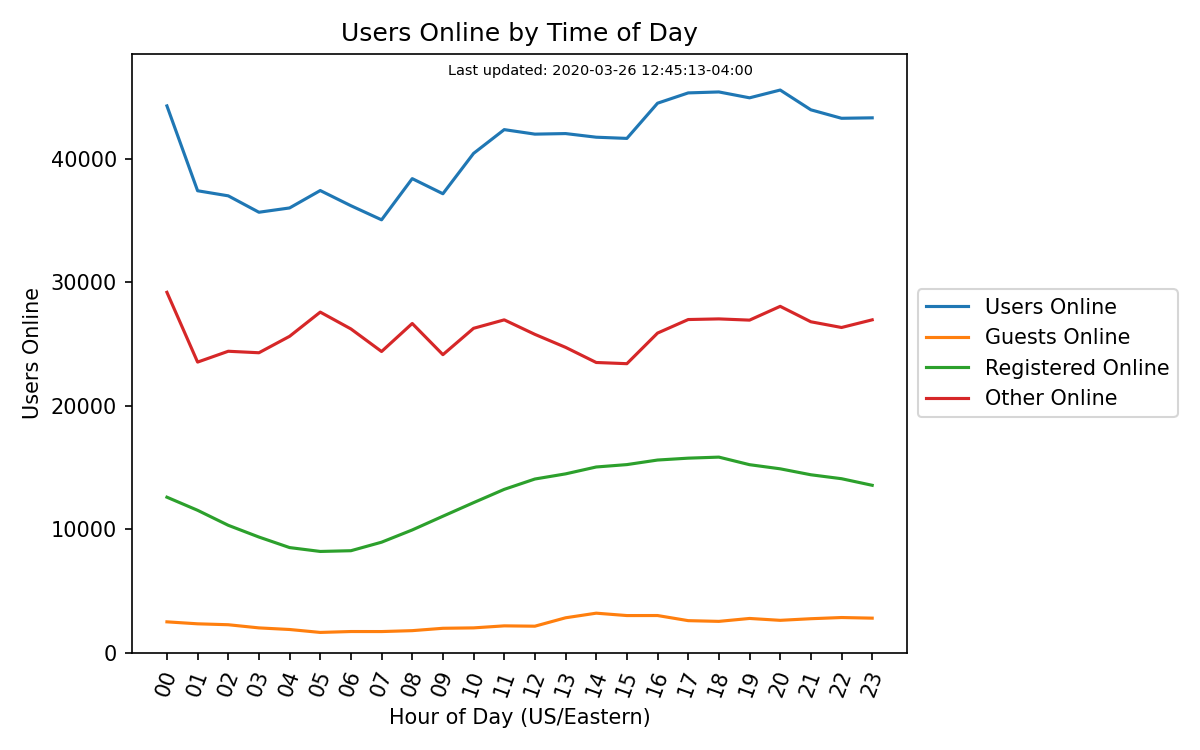 Users Online by Time of Day
Last updated: 2020-03-26 12:45:13-04:00
Users Online
40000
30000
20000
10000
0
00 01 02 03 04 05 06 07 08 09 10 11 12 13 14 15 16 17 18 19 20 21 22 23
Hour of Day (US/Eastern)
Users Online
Guests Online
Registered Online
Other Online